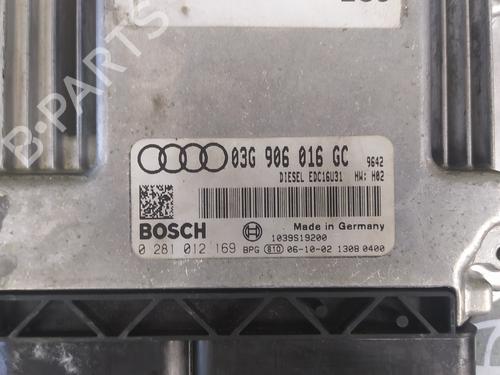 B-PARTS
03G 906 016 GC 9642
DIESEL EDC16U31 HW: H02
BOSCH
Made in Germany
1039S19200
0 281 012 169 BPG 810 06-10-02 1308 0400